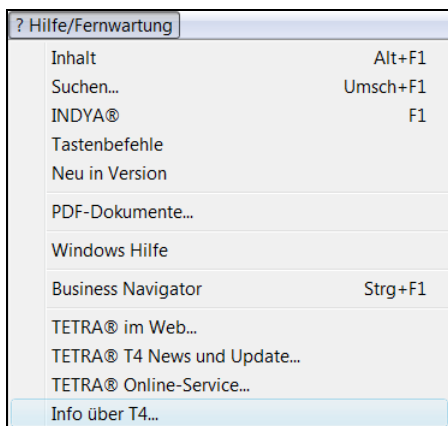 ? Hilfe/Fernwartung
Inhalt Alt+F1
Suchen... Umsch+F1
INDYA® F1
Tastenbefehle
Neu in Version
PDF-Dokumente...
Windows Hilfe
Business Navigator Strg+F1
TETRA® im Web...
TETRA® T4 News und Update...
TETRA® Online-Service...
Info über T4...